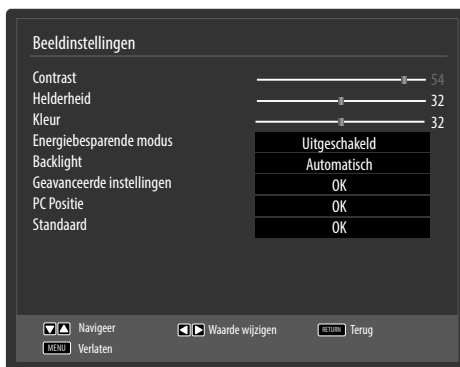 Beeldinstellingen
Contrast 54
Helderheid 32
Kleur 32
Energiebesparende modus Uitgeschakeld
Backlight Automatisch
Geavanceerde instellingen OK
PC Positie OK
Standaard OK
Navigeer Waarde wijzigen RETURN Terug
MENU Verlaten